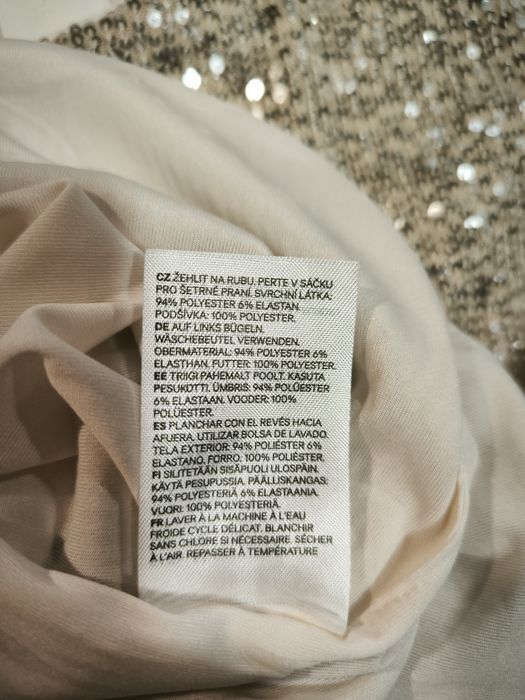 CZ ŽEHLIT NA RUBU. PERTE V SÁČKU
PRO ŠETRNÉ PRANÍ. SVRCHNÍ LÁTKA:
94% POLYESTER 6% ELASTAN.
PODŠÍVKA: 100% POLYESTER.
DE AUF LINKS BÜGELN.
WÄSCHEBEUTEL VERWENDEN.
OBERMATERIAL: 94% POLYESTER 6%
ELASTHAN. FUTTER: 100% POLYESTER.
EE TRIIGI PAHEMALT POOLT. KASUTA
PESUKOTTI. ÜMBRIS: 94% POLÜESTER
6% ELASTAAN. VOODER: 100%
POLÜESTER.
ES PLANCHAR CON EL REVÉS HACIA
AFUERA. UTILIZAR BOLSA DE LAVADO.
TELA EXTERIOR: 94% POLIÉSTER 6%
ELASTANO. FORRO: 100% POLIÉSTER.
FI SILITETÄÄN SISÄPUOLI ULOSPÄIN.
KÄYTÄ PESUPUSSIA. PÄÄLLISKANGAS:
94% POLYESTERIÄ 6% ELASTAANIA.
VUORI: 100% POLYESTERIÄ.
FR LAVER À LA MACHINE À L'EAU
FROIDE CYCLE DÉLICAT. BLANCHIR
SANS CHLORE SI NÉCESSAIRE. SÉCHER
À L'AIR. REPASSER À TEMPÉRATURE